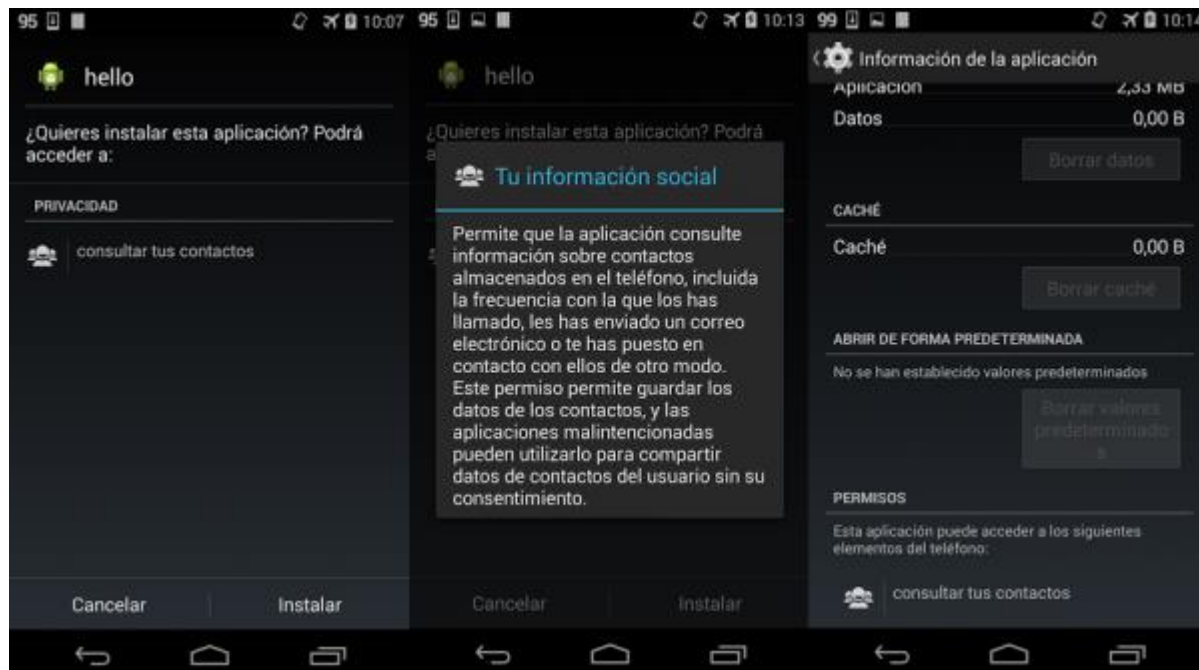 95
10:07
hello
¿Quieres instalar esta aplicación? Podrá
acceder a:
PRIVACIDAD
consultar tus contactos
Cancelar
Instalar
95
10:13
hello
¿Quieres instalar esta aplicación? Podrá
a
Tu información social
Permite que la aplicación consulte
información sobre contactos
almacenados en el teléfono, incluida
la frecuencia con la que los has
llamado, les has enviado un correo
electrónico o te has puesto en
contacto con ellos de otro modo.
Este permiso permite guardar los
datos de los contactos, y las
aplicaciones malintencionadas
pueden utilizarlo para compartir
datos de contactos del usuario sin su
consentimiento.
Cancelar
Instalar
99
10:14
Información de la aplicación
Aplicación 2,33 MB
Datos 0,00 B
Borrar datos
CACHÉ
Caché 0,00 B
Borrar caché
ABRIR DE FORMA PREDETERMINADA
No se han establecido valores predeterminados
Borrar valores
predeterminado
s
PERMISOS
Esta aplicación puede acceder a los siguientes
elementos del teléfono:
consultar tus contactos